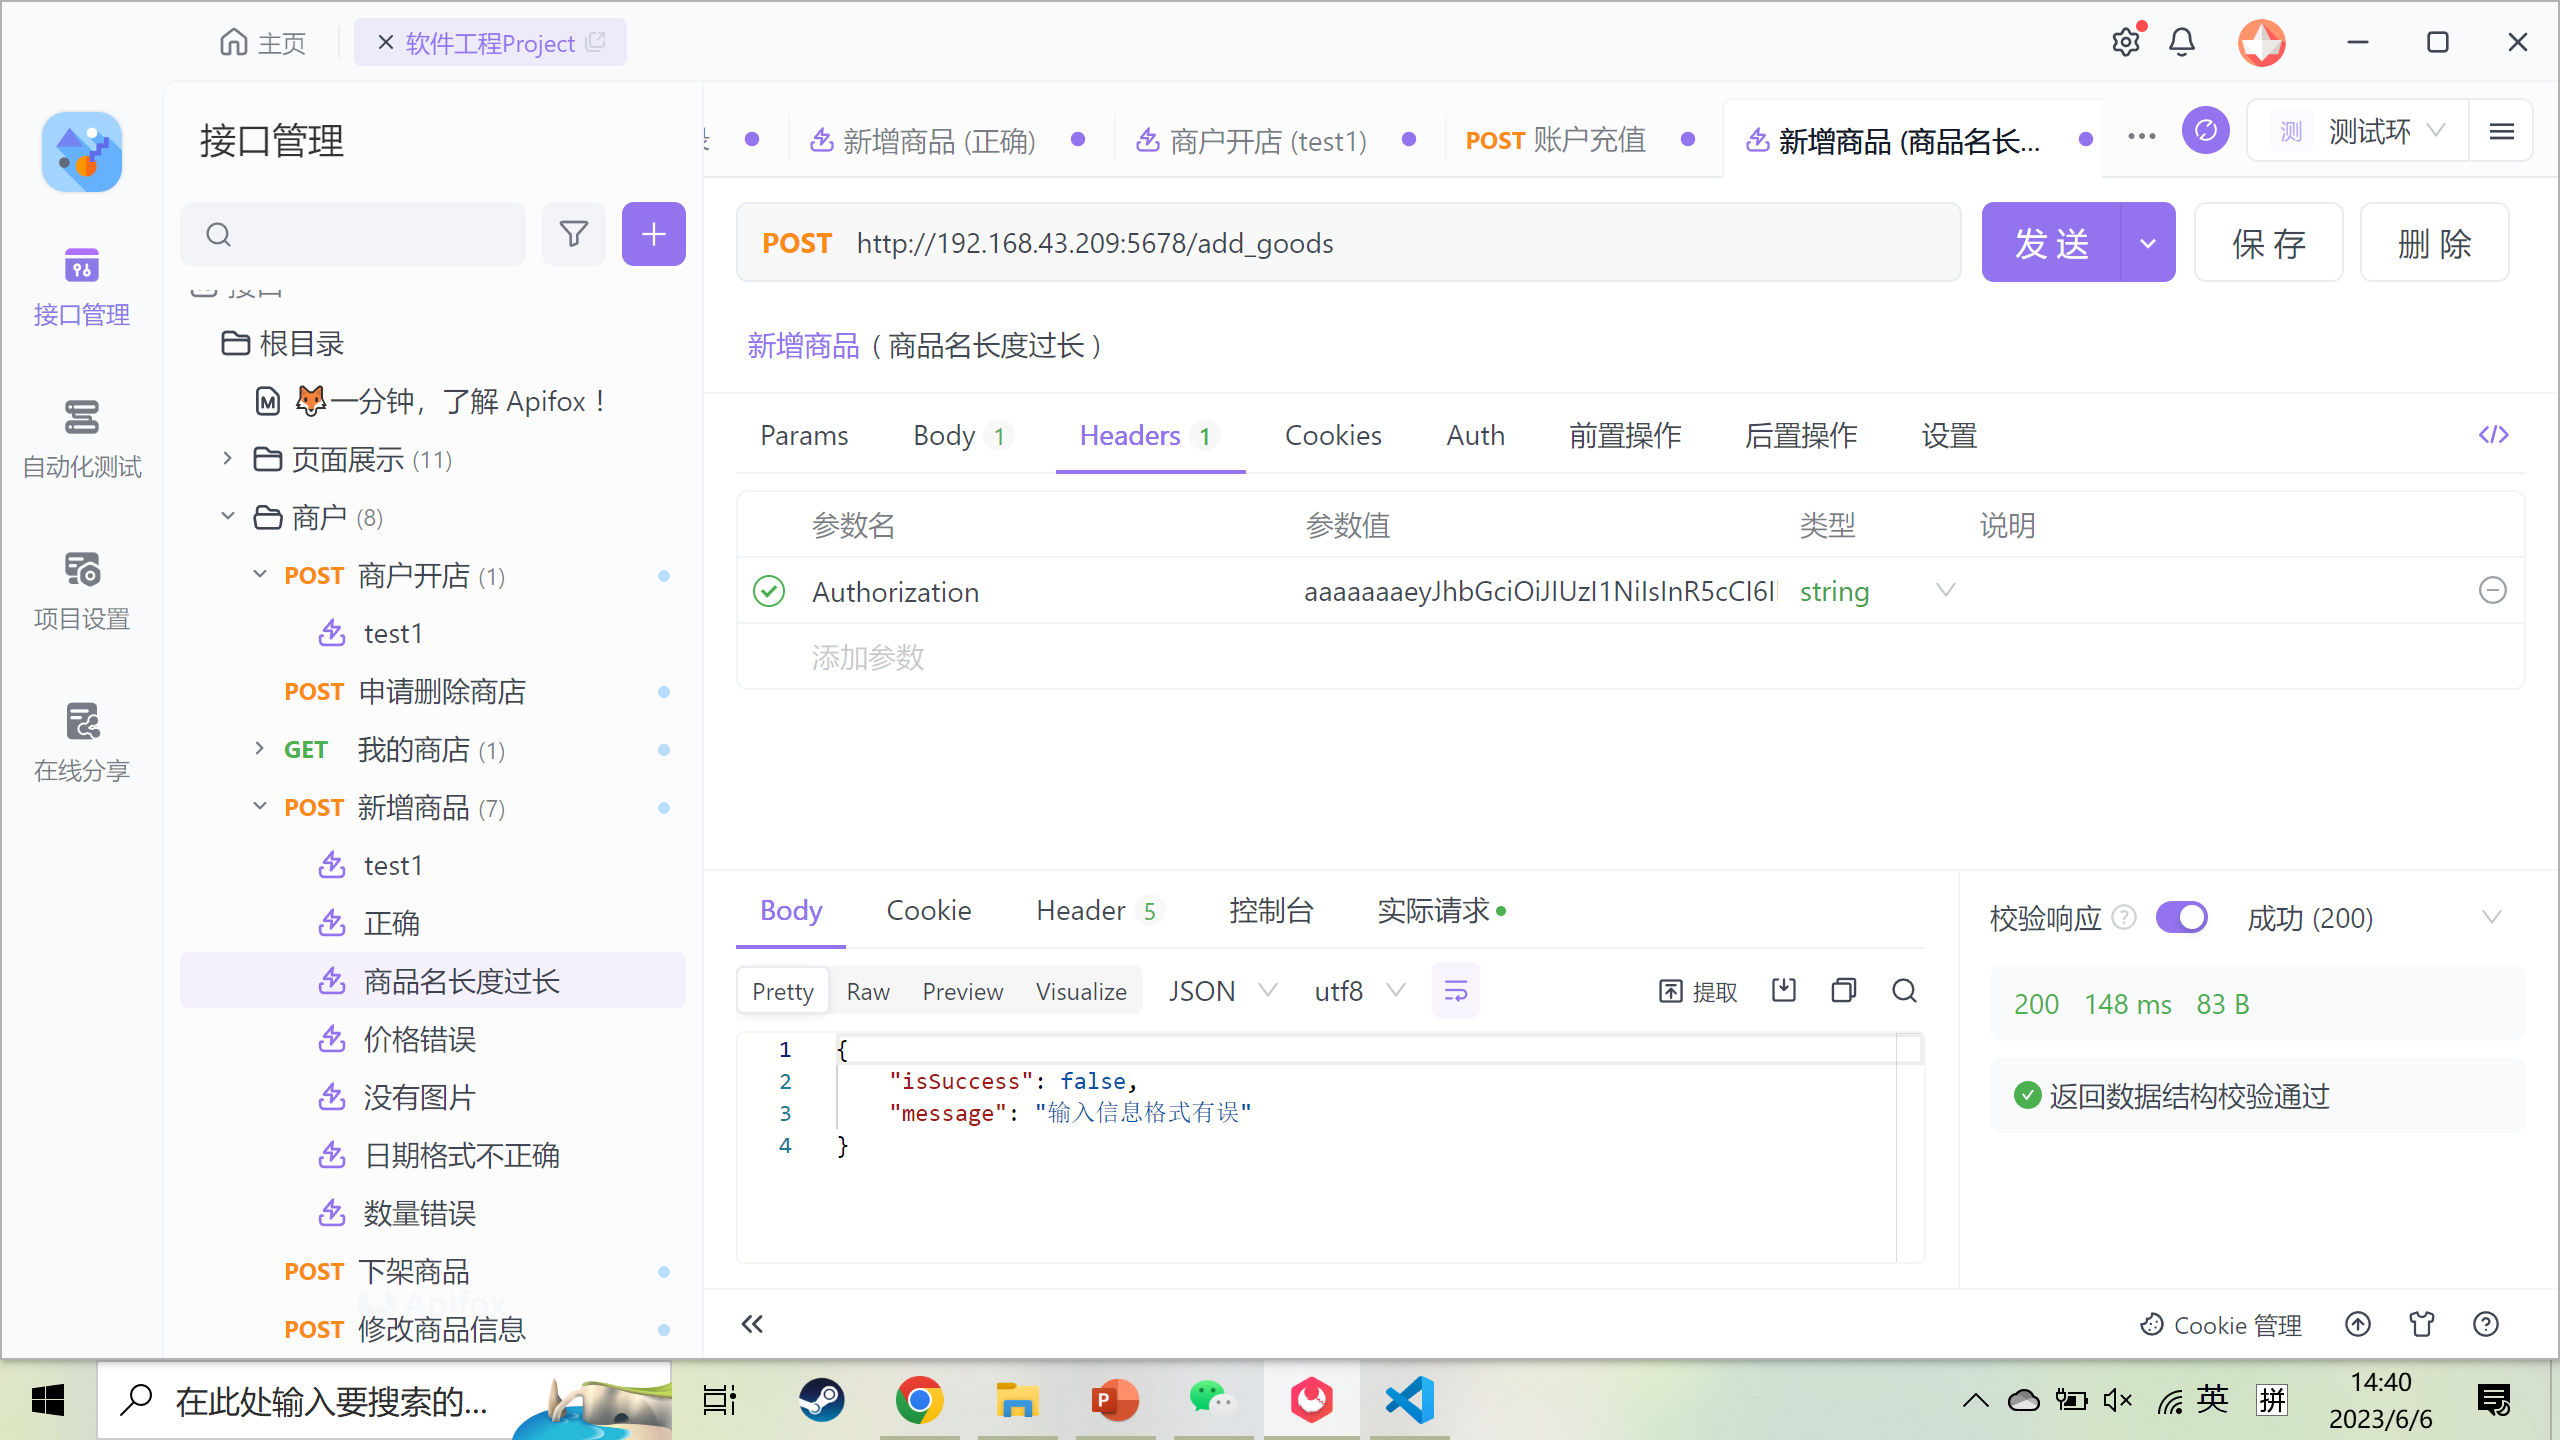 主页
软件工程Project
接口管理
自动化测试
项目设置
在线分享
接口管理
接口
根目录
一分钟，了解 Apifox！
页面展示 (11)
商户 (8)
POST 商户开店 (1)
test1
POST 申请删除商店
GET 我的商店 (1)
POST 新增商品 (7)
test1
正确
商品名长度过长
价格错误
没有图片
日期格式不正确
数量错误
POST 下架商品
Apifox
POST 修改商品信息
新增商品 (正确)
商户开店 (test1)
POST 账户充值
新增商品 (商品名长...
测 测试环
POST http://192.168.43.209:5678/add_goods
发 送
保 存
删 除
新增商品 ( 商品名长度过长 )
Params Body 1 Headers 1 Cookies Auth 前置操作 后置操作 设置
参数名 参数值 类型 说明
Authorization aaaaaaaeyJhbGciOiJIUzI1NiIsInR5cCI6I string
添加参数
Body Cookie Header 5 控制台 实际请求
Pretty Raw Preview Visualize JSON utf8 提取
1 {
2 "isSuccess": false,
3 "message": "输入信息格式有误"
4 }
校验响应 成功 (200)
200 148 ms 83 B
返回数据结构校验通过
Cookie 管理
在此处输入要搜索的...
英
拼
14:40
2023/6/6